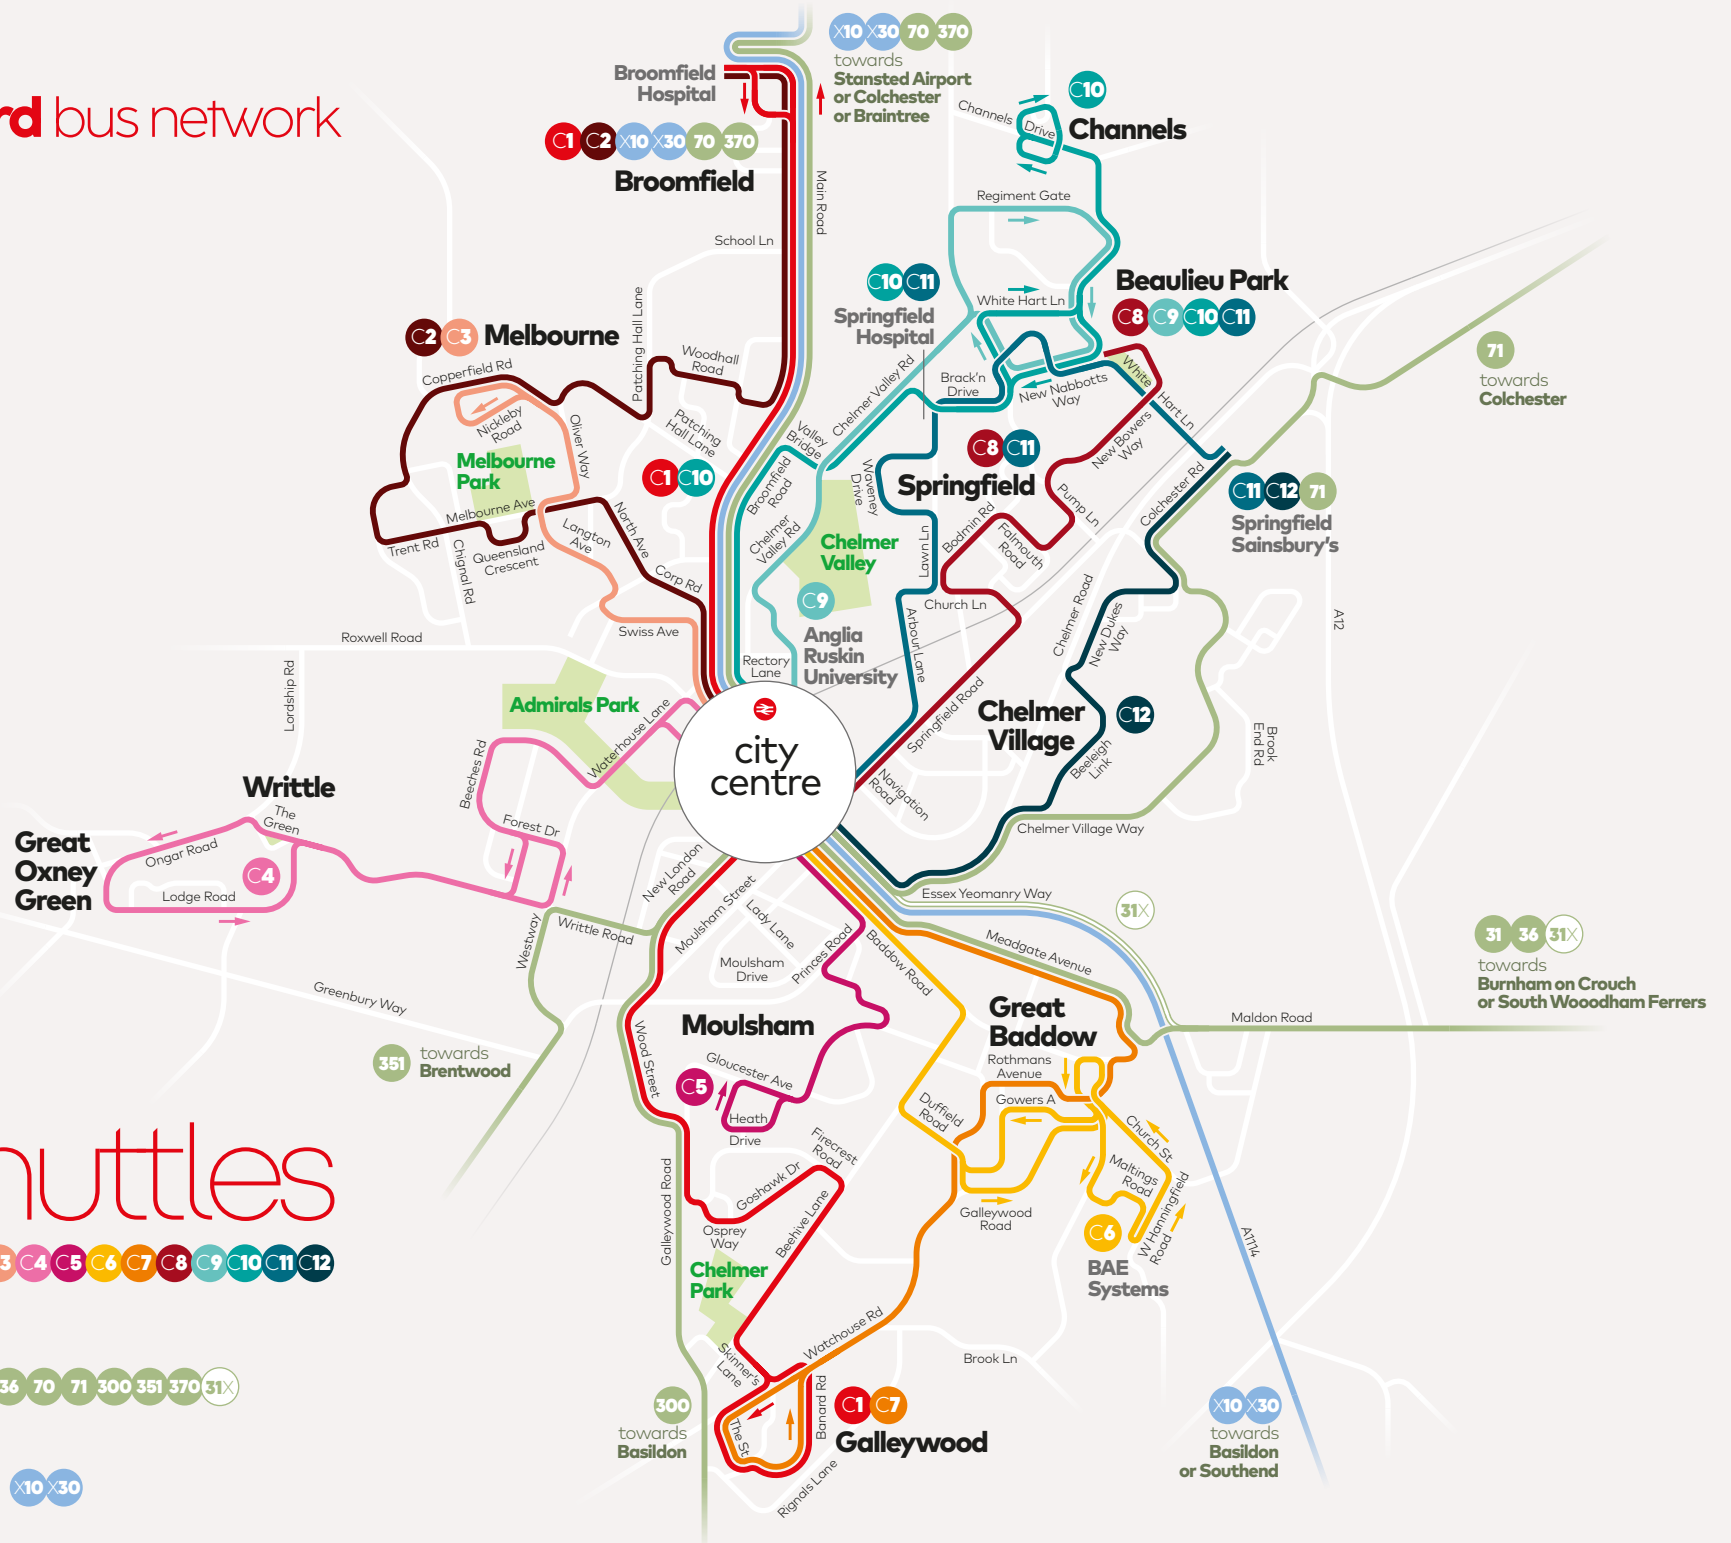 rd bus network
X10 X30 70 370
towards
Stansted Airport
or Colchester
or Braintree
Broomfield
Hospital
C1 C2 X10 X30 70 370
Broomfield
Main Road
School Ln
C10
Channels
Channels
Drive
Regiment Gate
C10 C11
Springfield
Hospital
White Hart Ln
Beaulieu Park
C8 C9 C10 C11
C2 C3 Melbourne
Copperfield Rd
Nickleby
Road
Oliver Way
Patching Hall Lane
Woodhall
Road
Patching
Hall Lane
Chelmer Valley Rd
Brack'n
Drive
New Nabbotts
Way
White
Hart Ln
71
towards
Colchester
Melbourne
Park
Melbourne Ave
Trent Rd
Chignal Rd
Queensland
Crescent
Langton
Ave
North Ave
Corp Rd
Swiss Ave
C1 C10
Valley
Bridge
Broomfield
Road
Chelmer
Valley Rd
Chelmer
Valley
Waveney
Drive
C8 C11
Springfield
New Bowers
Way
Pump Ln
Bodmin Rd
Falmouth
Road
Lawn Ln
Church Ln
Colchester Rd
C11 C12 71
Springfield
Sainsbury's
C9
Anglia
Ruskin
University
Rectory
Lane
Arbour Lane
Springfield Road
Chelmer Road
New Dukes
Way
A12
Roxwell Road
Lordship Rd
Admirals Park
Waterhouse Lane
Beeches Rd
Forest Dr
city
centre
Navigation
Road
Chelmer
Village
C12
Beeleigh
Link
Brook
End Rd
Chelmer Village Way
Writtle
The
Green
Great
Oxney
Green
Ongar Road
C4
Lodge Road
Westway
Writtle Road
Greenbury Way
New London
Road
Moulsham Street
Lady Lane
Moulsham
Drive
Princes Road
Baddow Road
Essex Yeomanry Way
31X
Meadgate Avenue
31 36 31X
towards
Burnham on Crouch
or South Wooodham Ferrers
Maldon Road
351
towards
Brentwood
Wood Street
Moulsham
Gloucester Ave
C5
Heath
Drive
Great
Baddow
Rothmans
Avenue
Gowers A
Duffield
Road
Church St
Maltings
Road
W Hanningfield
Road
Galleywood
Road
C6
BAE
Systems
A1114
huttles
3 C4 C5 C6 C7 C8 C9 C10 C11 C12
Galleywood Road
Firecrest
Road
Goshawk Dr
Osprey
Way
Beehive Lane
Chelmer
Park
Skinner's
Lane
Watchouse Rd
Brook Ln
The St
Banard Rd
C1 C7
Galleywood
Rignals Lane
36 70 71 300 351 370 31X
300
towards
Basildon
X10 X30
towards
Basildon
or Southend
X10 X30